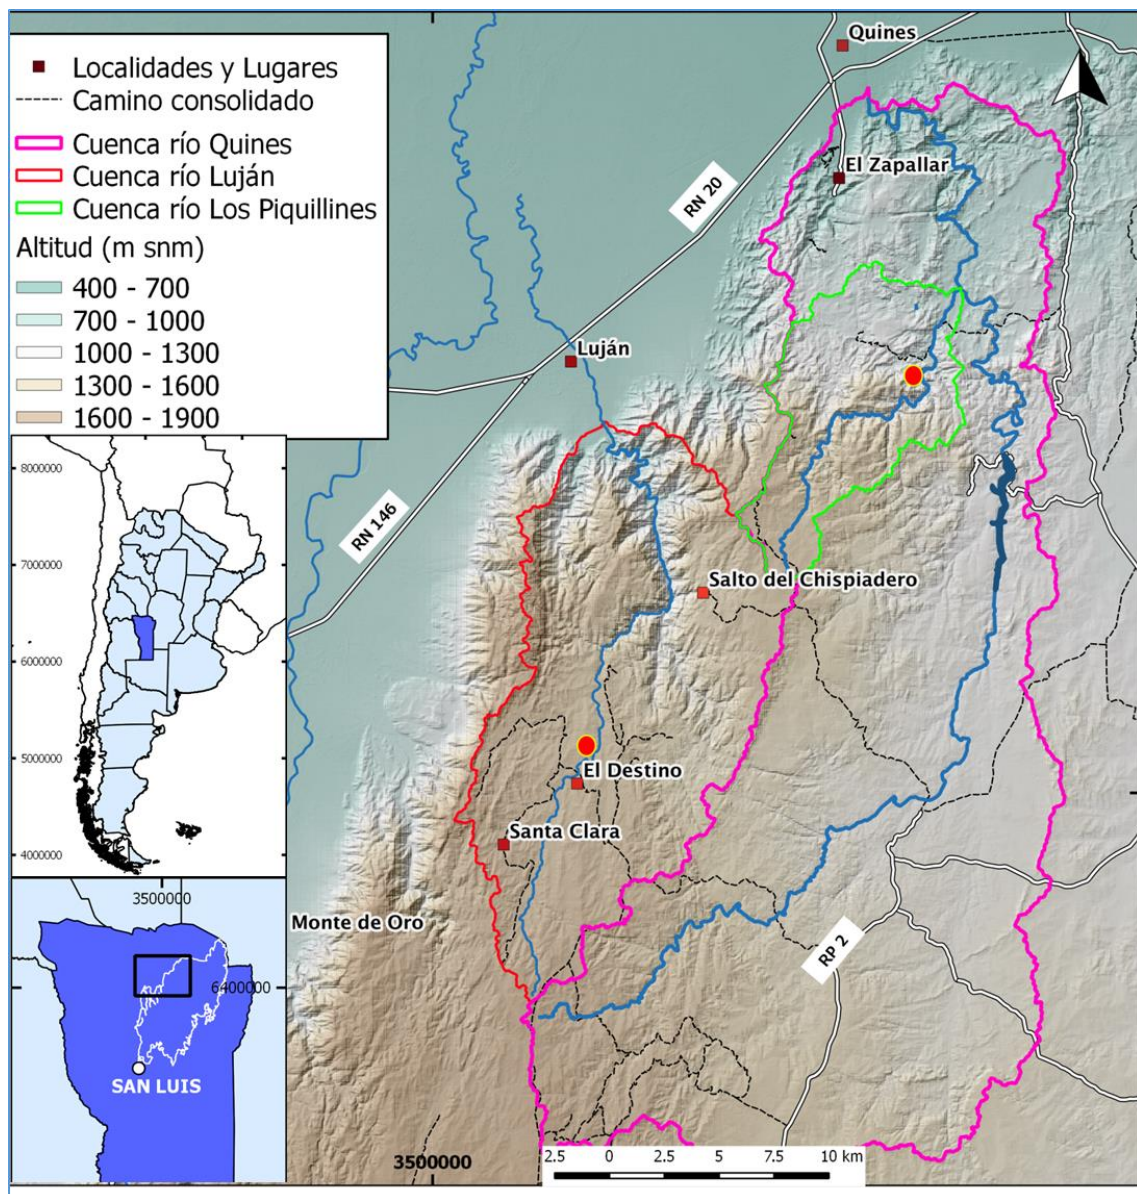 Localidades y Lugares
Camino consolidado
Cuenca río Quines
Cuenca río Luján
Cuenca río Los Piquillines
Altitud (m snm)
400 - 700
700 - 1000
1000 - 1300
1300 - 1600
1600 - 1900
Quines
El Zapallar
RN 20
Luján
RN 146
Salto del Chispiadero
El Destino
Santa Clara
Monte de Oro
RP 2
8000000
7000000
6000000
5000000
4000000
3500000
6400000
SAN LUIS
3500000
2.5 0 2.5 5 7.5 10 km